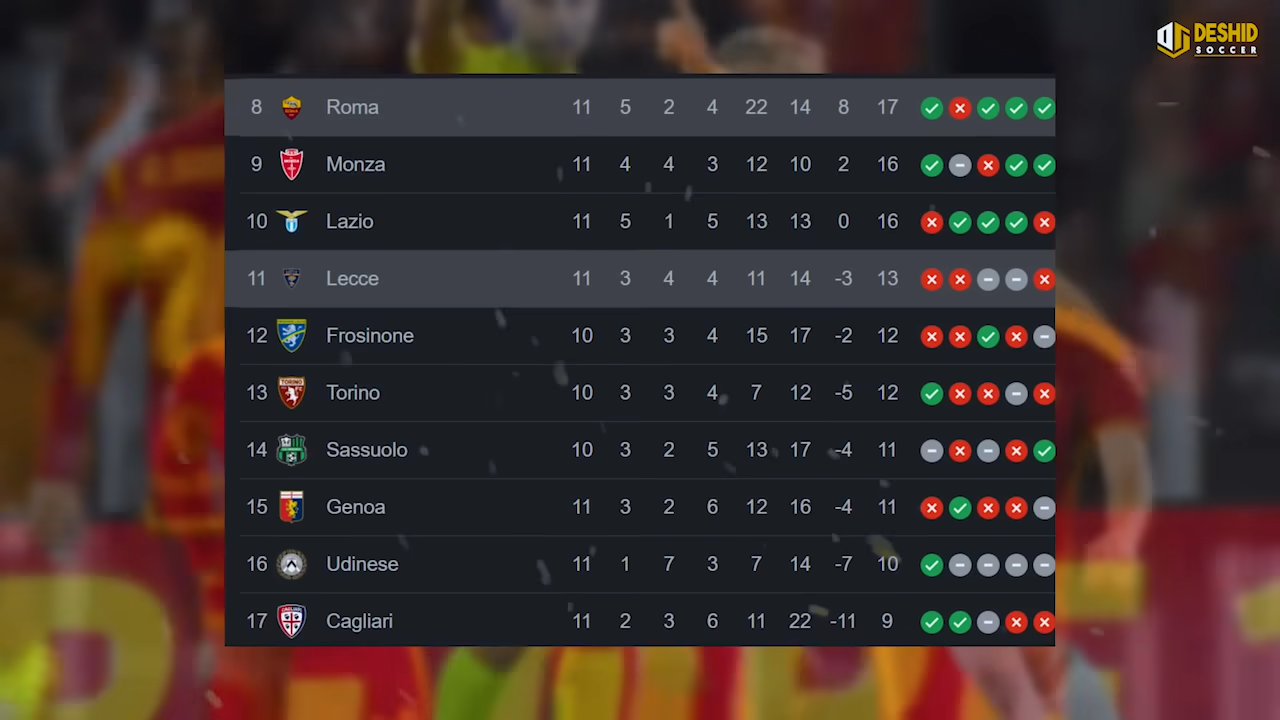 DESHID
SOCCER
8 Roma 11 5 2 4 22 14 8 17
9 Monza 11 4 4 3 12 10 2 16
10 Lazio 11 5 1 5 13 13 0 16
11 Lecce 11 3 4 4 11 14 -3 13
12 Frosinone 10 3 3 4 15 17 -2 12
13 Torino 10 3 3 4 7 12 -5 12
14 Sassuolo 10 3 2 5 13 17 -4 11
15 Genoa 11 3 2 6 12 16 -4 11
16 Udinese 11 1 7 3 7 14 -7 10
17 Cagliari 11 2 3 6 11 22 -11 9